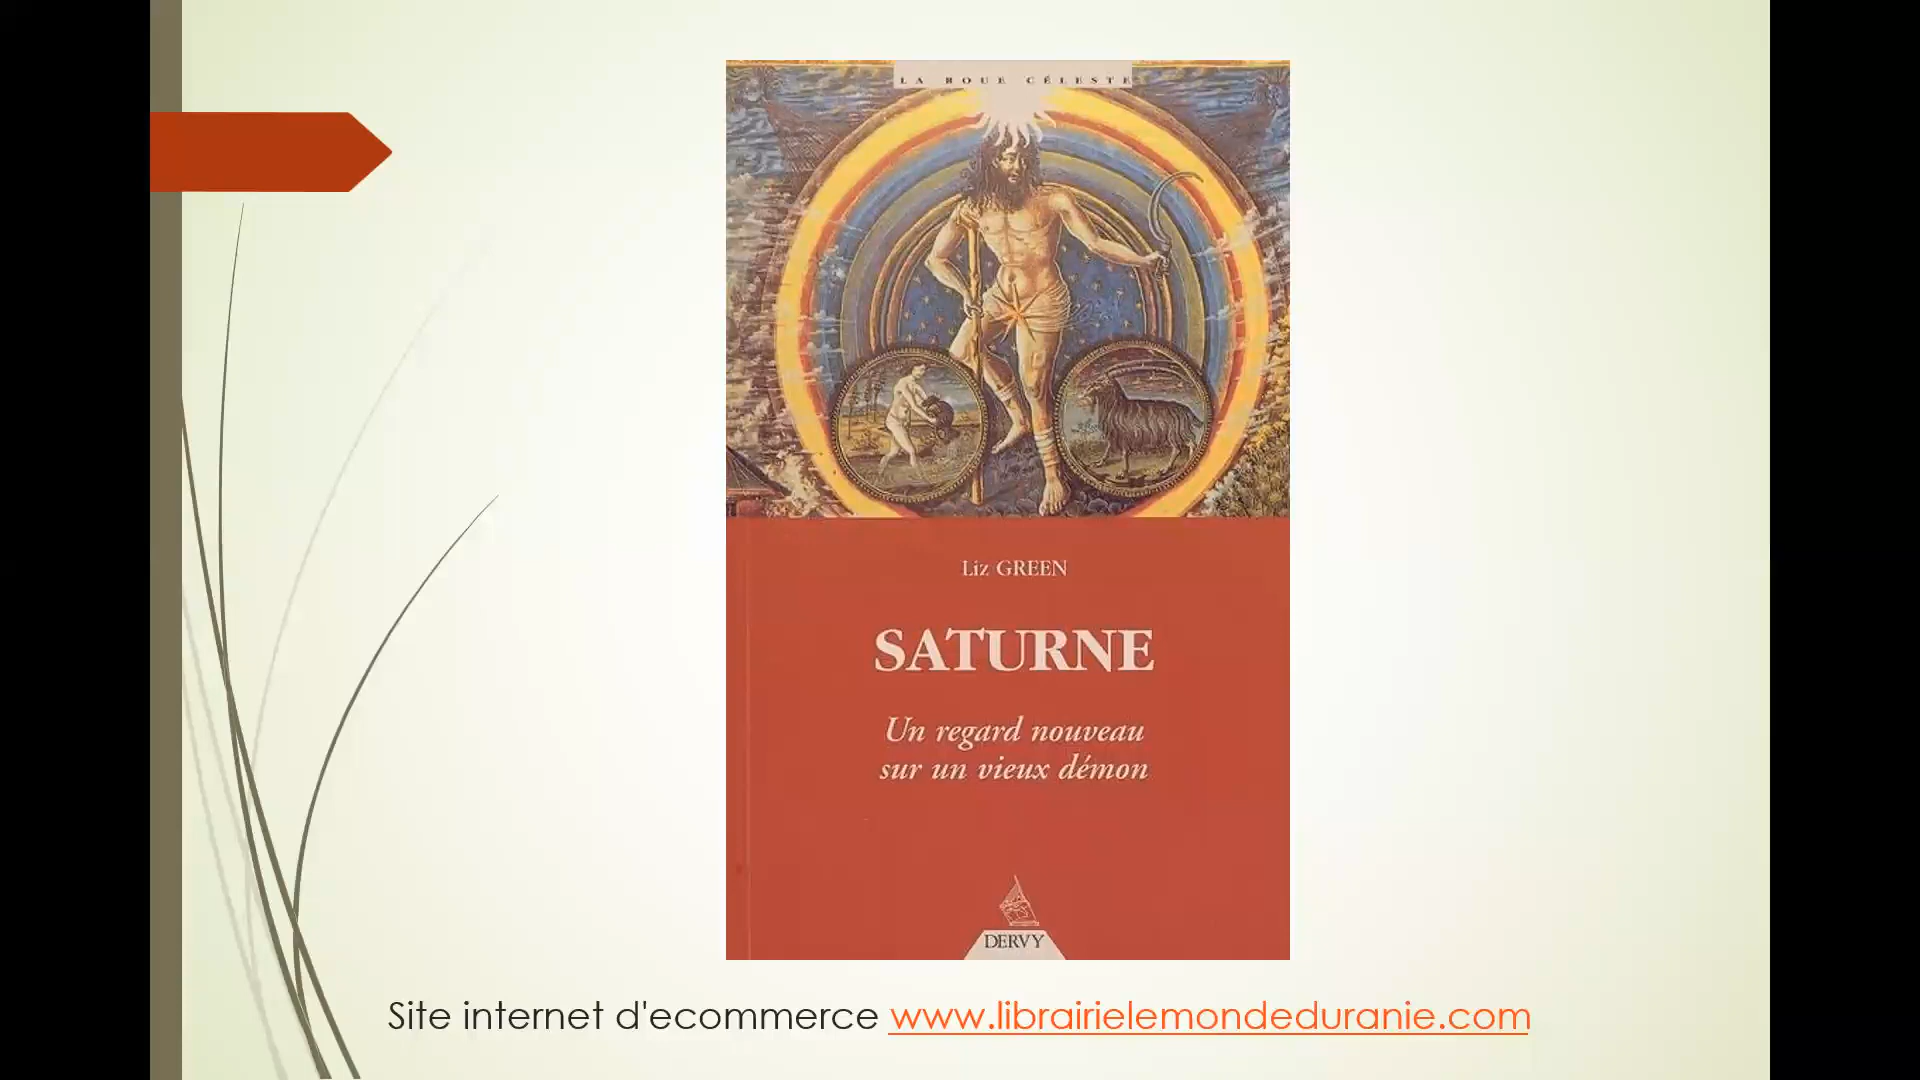 LA ROUE CÉLESTE
Liz GREEN
SATURNE
Un regard nouveau
sur un vieux démon
DERVY
Site internet d'ecommerce www.librairielemondeduranie.com